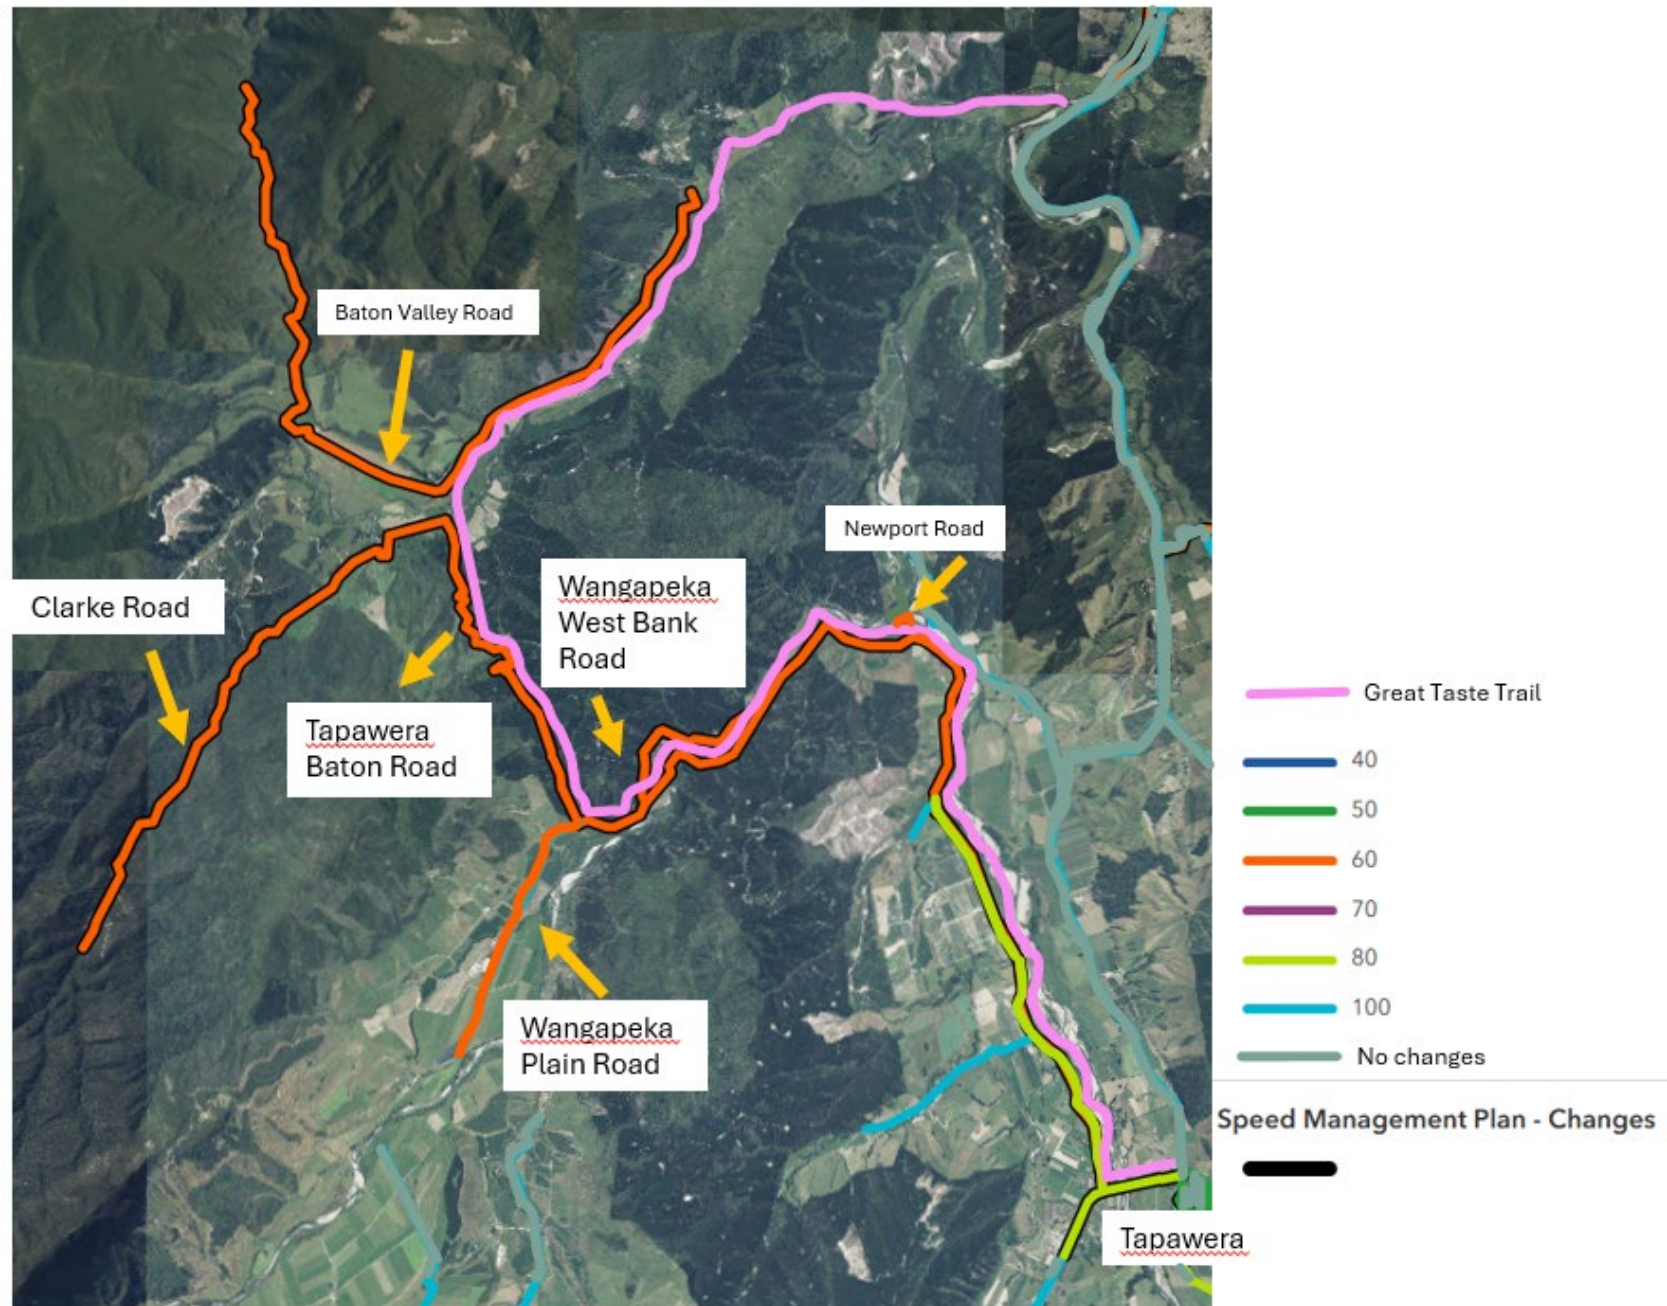 Baton Valley Road
Newport Road
Clarke Road
Wangapeka
West Bank
Road
Tapawera
Baton Road
Wangapeka
Plain Road
Tapawera
Great Taste Trail
40
50
60
70
80
100
No changes
Speed Management Plan - Changes